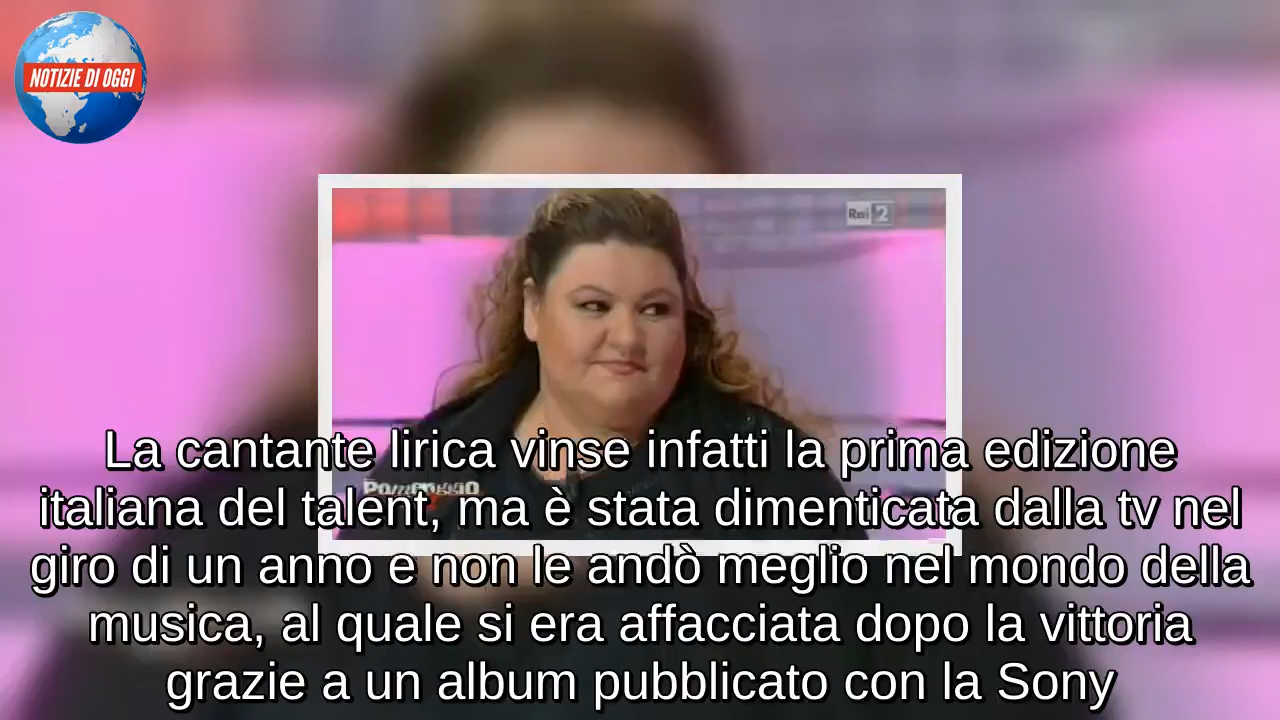 NOTIZIE DI OGGI
Rai 2
La cantante lirica vinse infatti la prima edizione
italiana del talent, ma è stata dimenticata dalla tv nel
giro di un anno e non le andò meglio nel mondo della
musica, al quale si era affacciata dopo la vittoria
grazie a un album pubblicato con la Sony